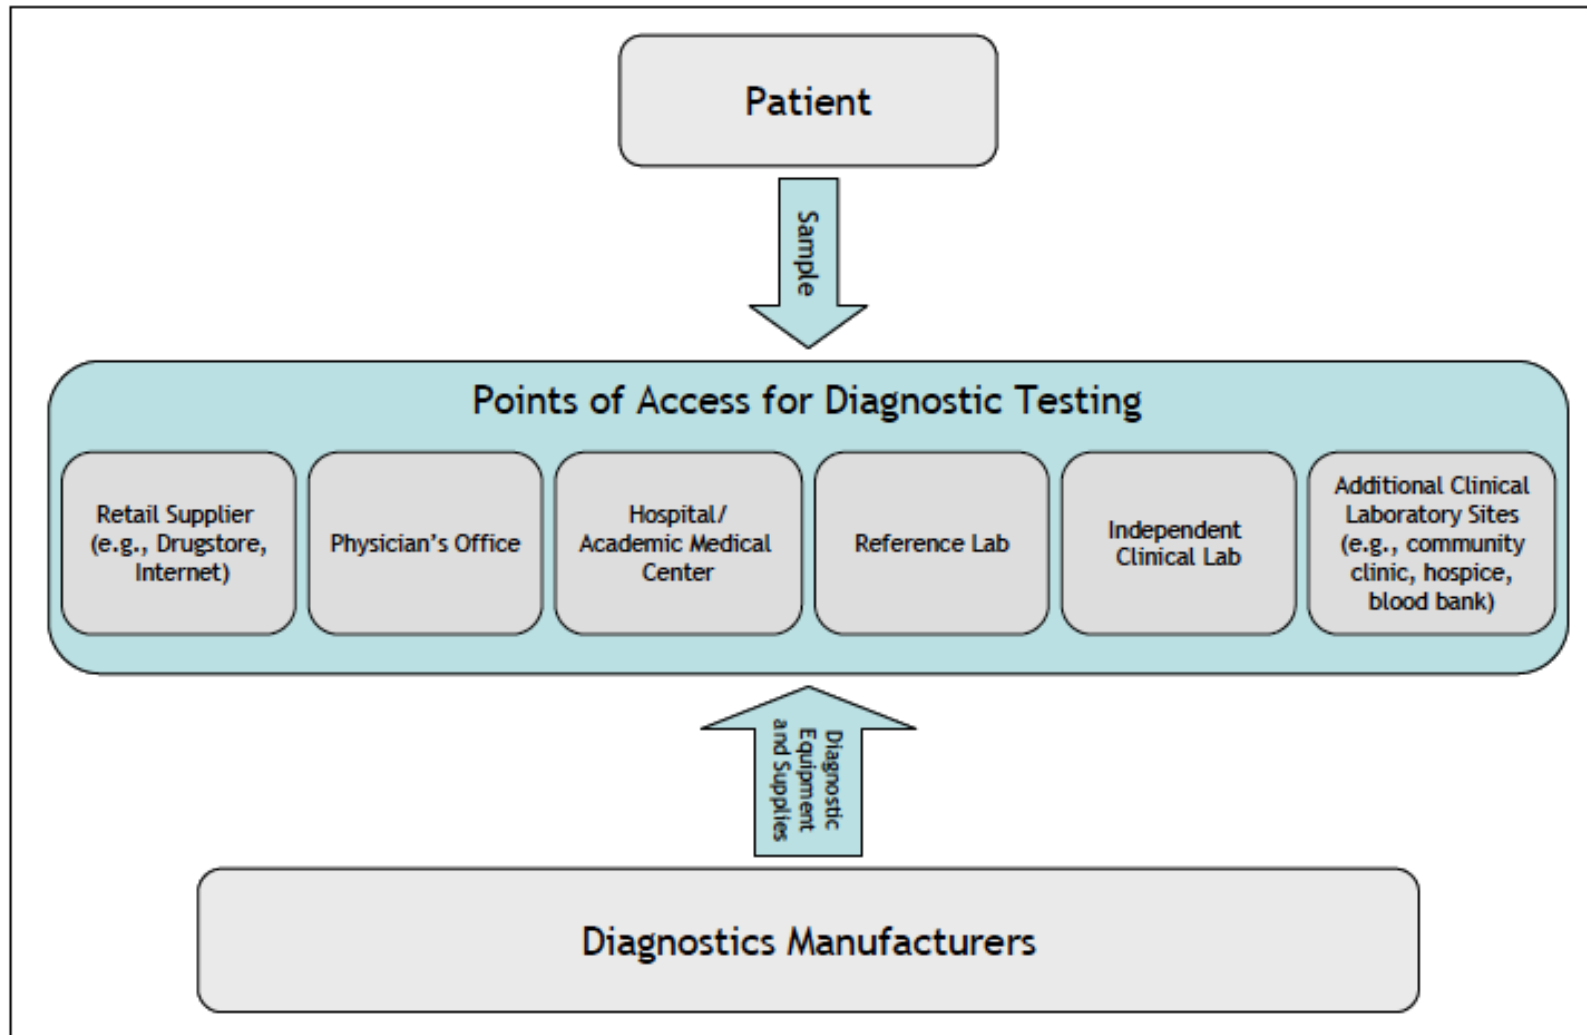 Patient
Sample
Points of Access for Diagnostic Testing
Retail Supplier
(e.g., Drugstore,
Internet)
Physician's Office
Hospital/
Academic Medical
Center
Reference Lab
Independent
Clinical Lab
Additional Clinical
Laboratory Sites
(e.g., community
clinic, hospice,
blood bank)
Diagnostic
Equipment
and Supplies
Diagnostics Manufacturers